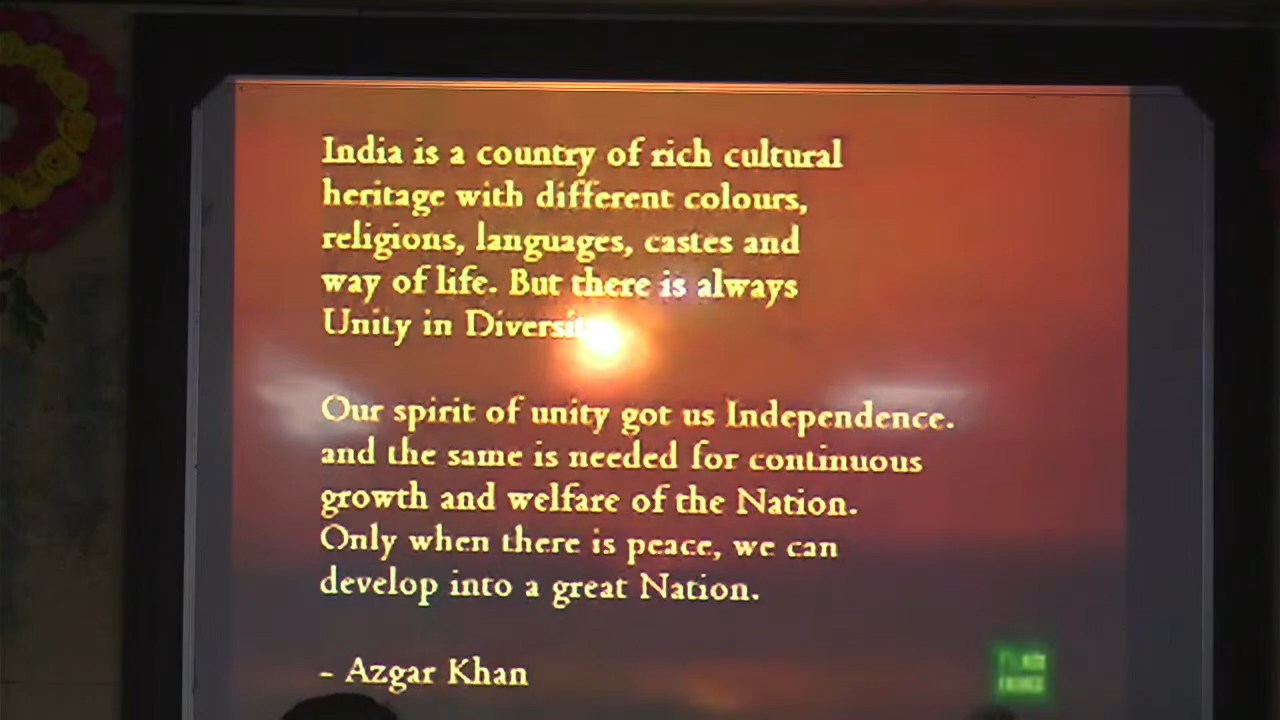 India is a country of rich cultural
heritage with different colours,
religions, languages, castes and
way of life. But there is always
Unity in Diversity
Our spirit of unity got us Independence.
and the same is needed for continuous
growth and welfare of the Nation.
Only when there is peace, we can
develop into a great Nation.
- Azgar Khan